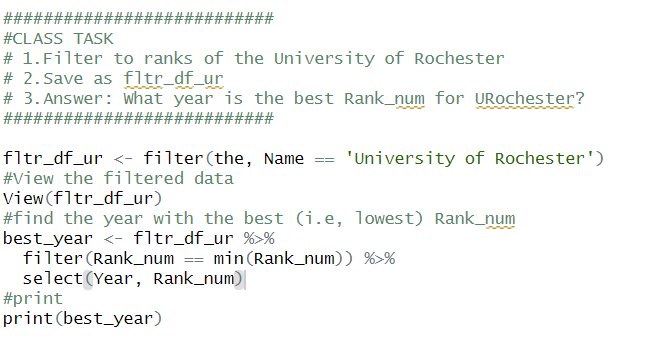 ###########################
#CLASS TASK
# 1.Filter to ranks of the University of Rochester
# 2.Save as fltr_df_ur
# 3.Answer: What year is the best Rank_num for URochester?
###########################
fltr_df_ur <- filter(the, Name == 'University of Rochester')
#View the filtered data
View(fltr_df_ur)
#find the year with the best (i.e, lowest) Rank_num
best_year <- fltr_df_ur %>%
  filter(Rank_num == min(Rank_num)) %>%
  select(Year, Rank_num)
#print
print(best_year)